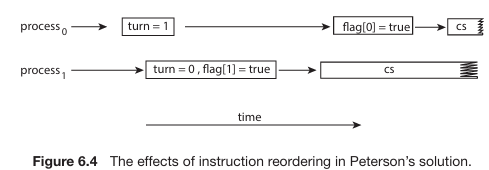 process0 turn = 1 flag[0] = true cs
process1 turn = 0 , flag[1] = true cs
time
Figure 6.4 The effects of instruction reordering in Peterson's solution.